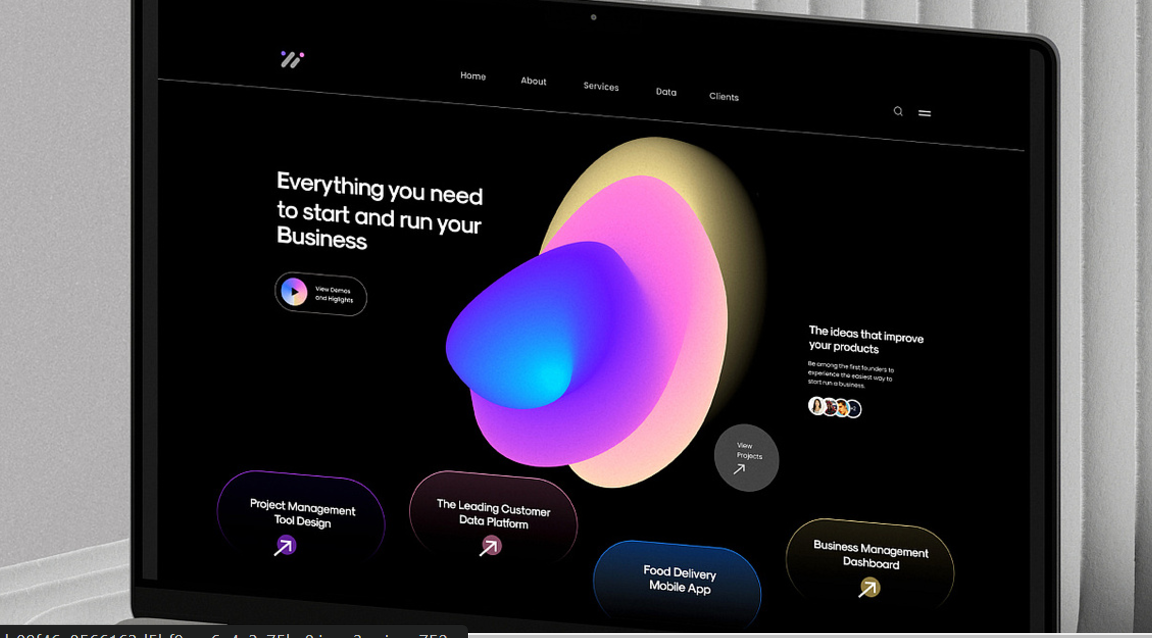 Home
About
Services
Data
Clients
Everything you need
to start and run your
Business
View Demos
and Higlights
The ideas that improve
your products
Be among the first founders to
experience the easiest way to
start run a business.
View
Projects
Project Management
Tool Design
The Leading Customer
Data Platform
Food Delivery
Mobile App
Business Management
Dashboard